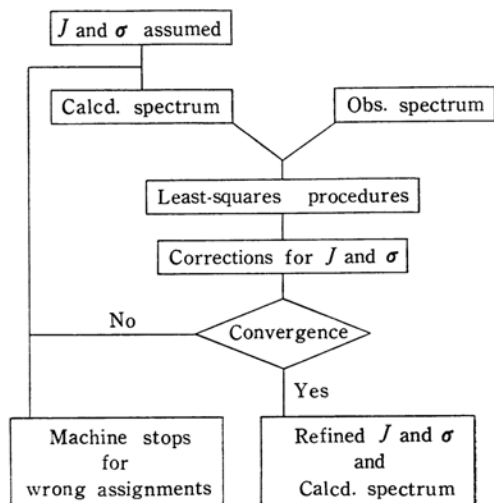 J and σ assumed
Calcd. spectrum
Obs. spectrum
Least-squares procedures
Corrections for J and σ
Convergence
No
Yes
Machine stops
for
wrong assignments
Refined J and σ
and
Calcd. spectrum